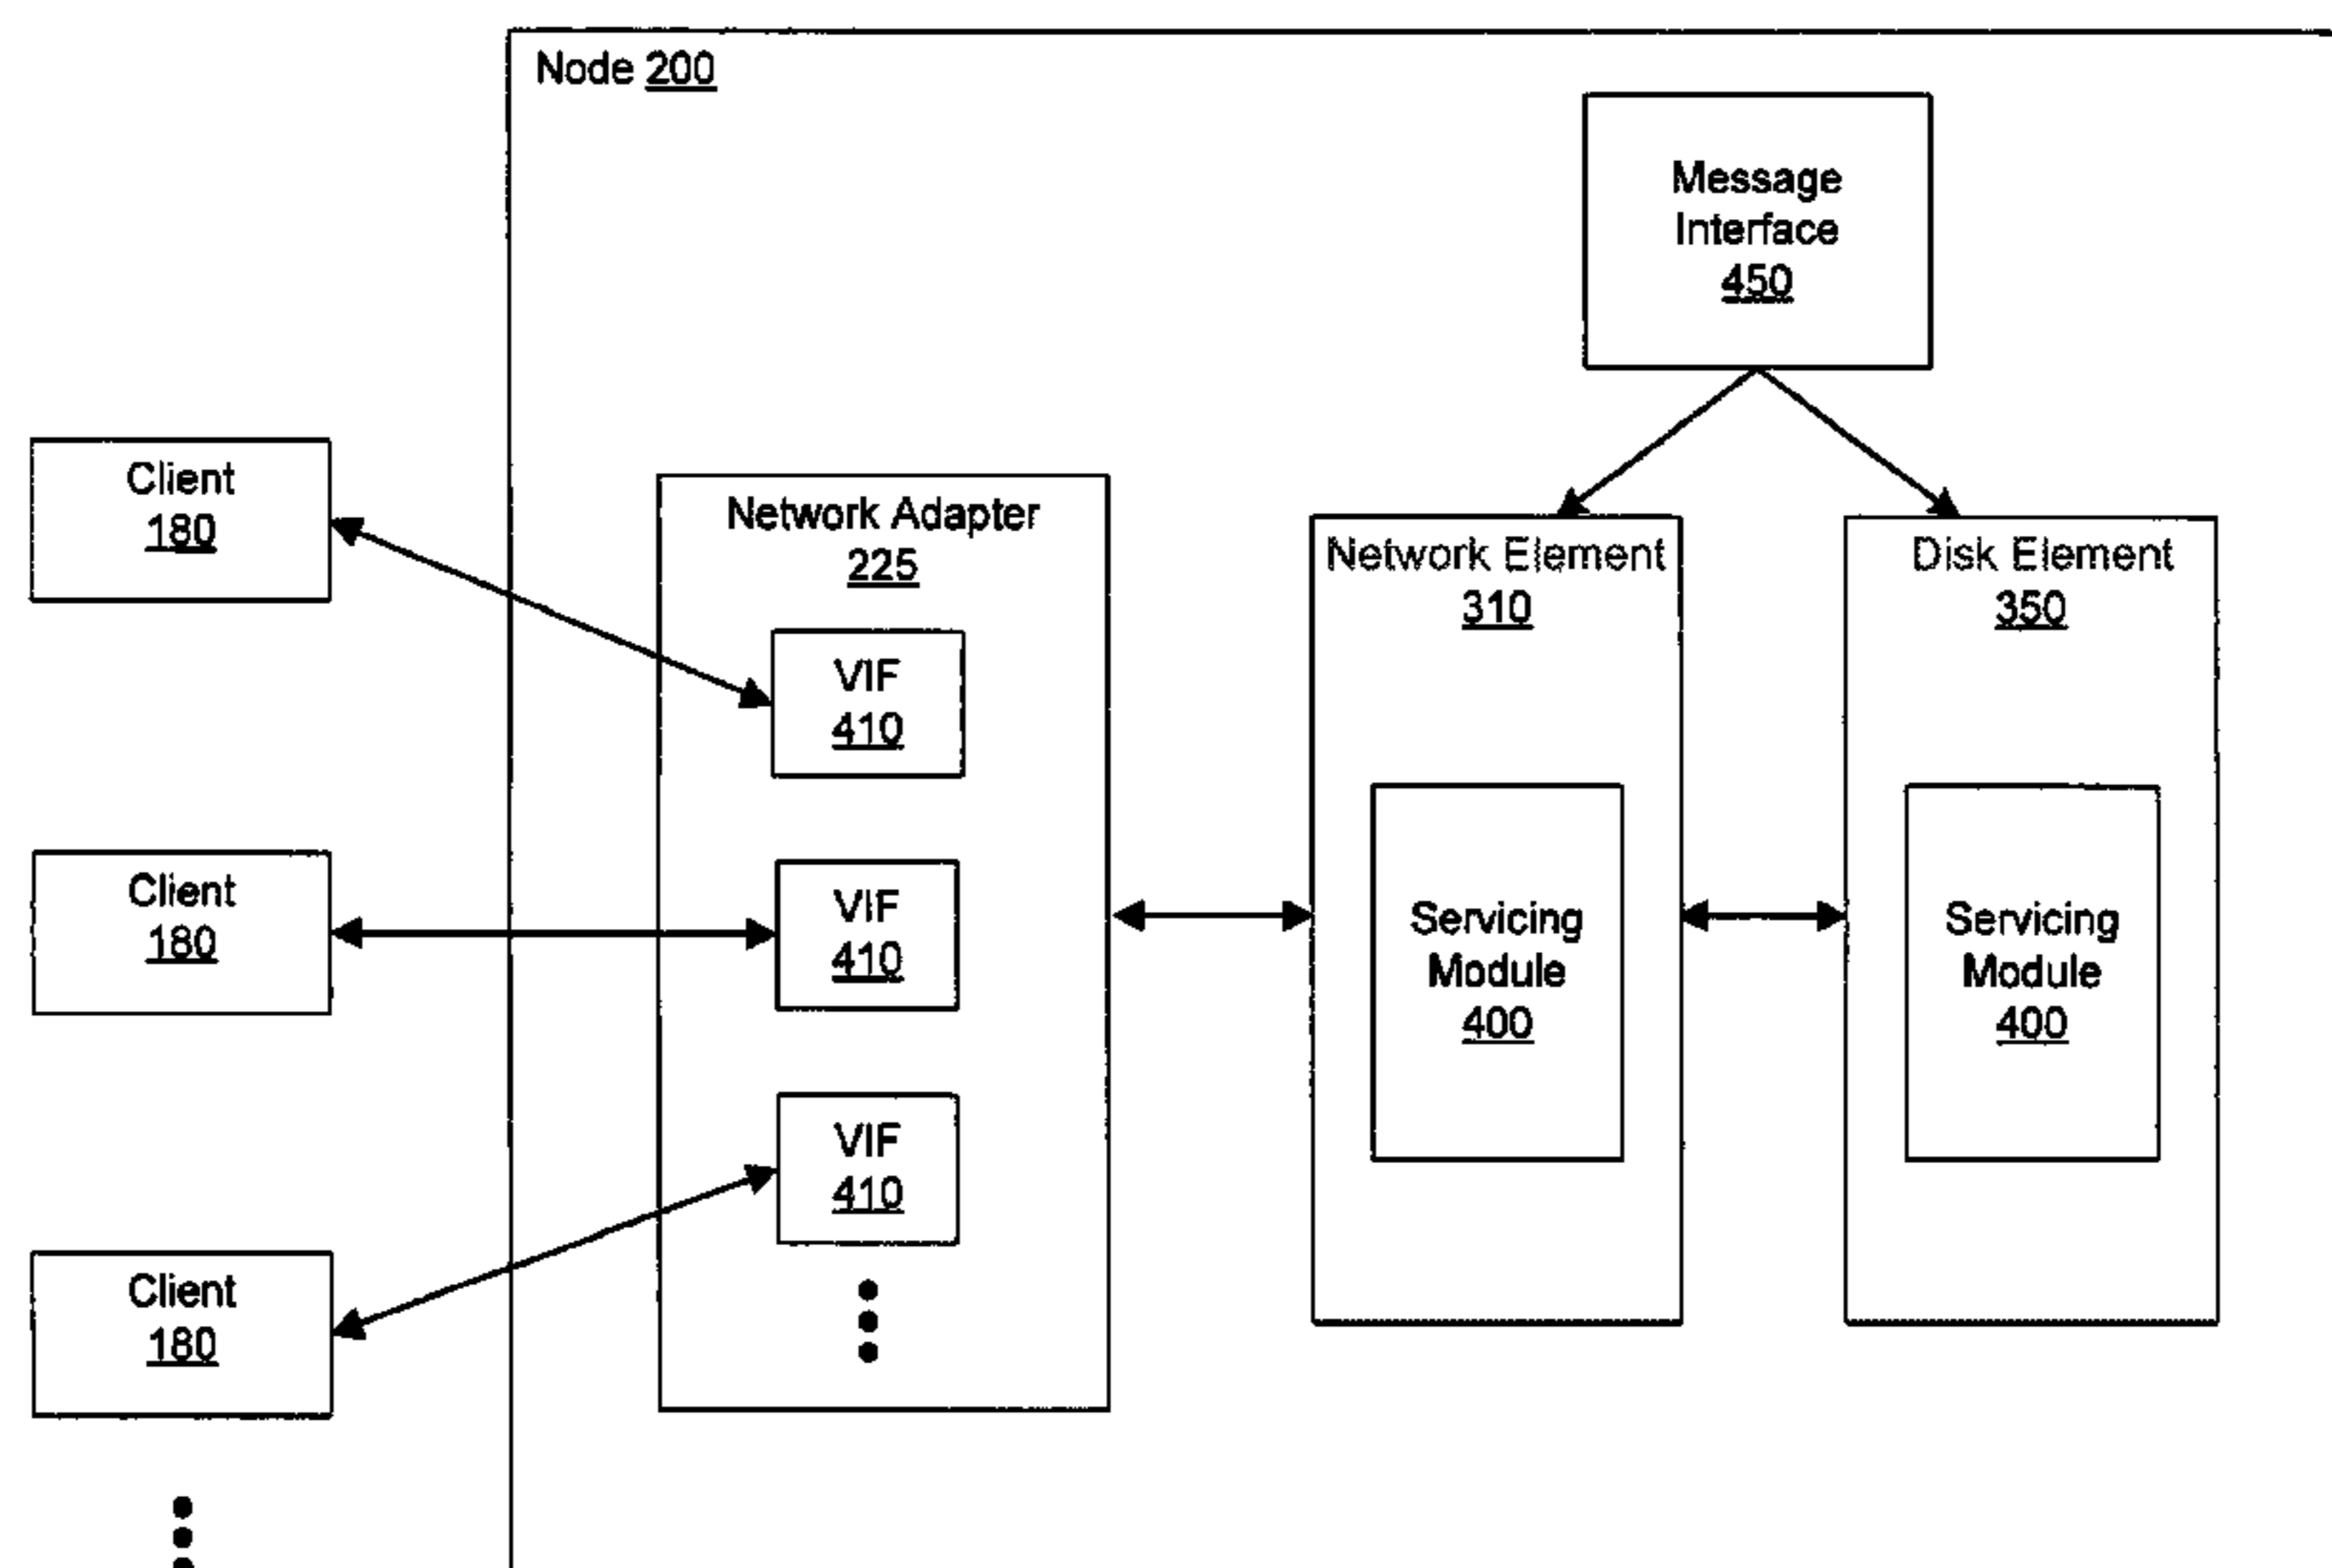 Node 200
Message
Interface
450
Client
180
Network Adapter
225
VIF
410
Network Element
310
Disk Element
350
Client
180
VIF
410
Servicing
Module
400
Servicing
Module
400
VIF
410
Client
180